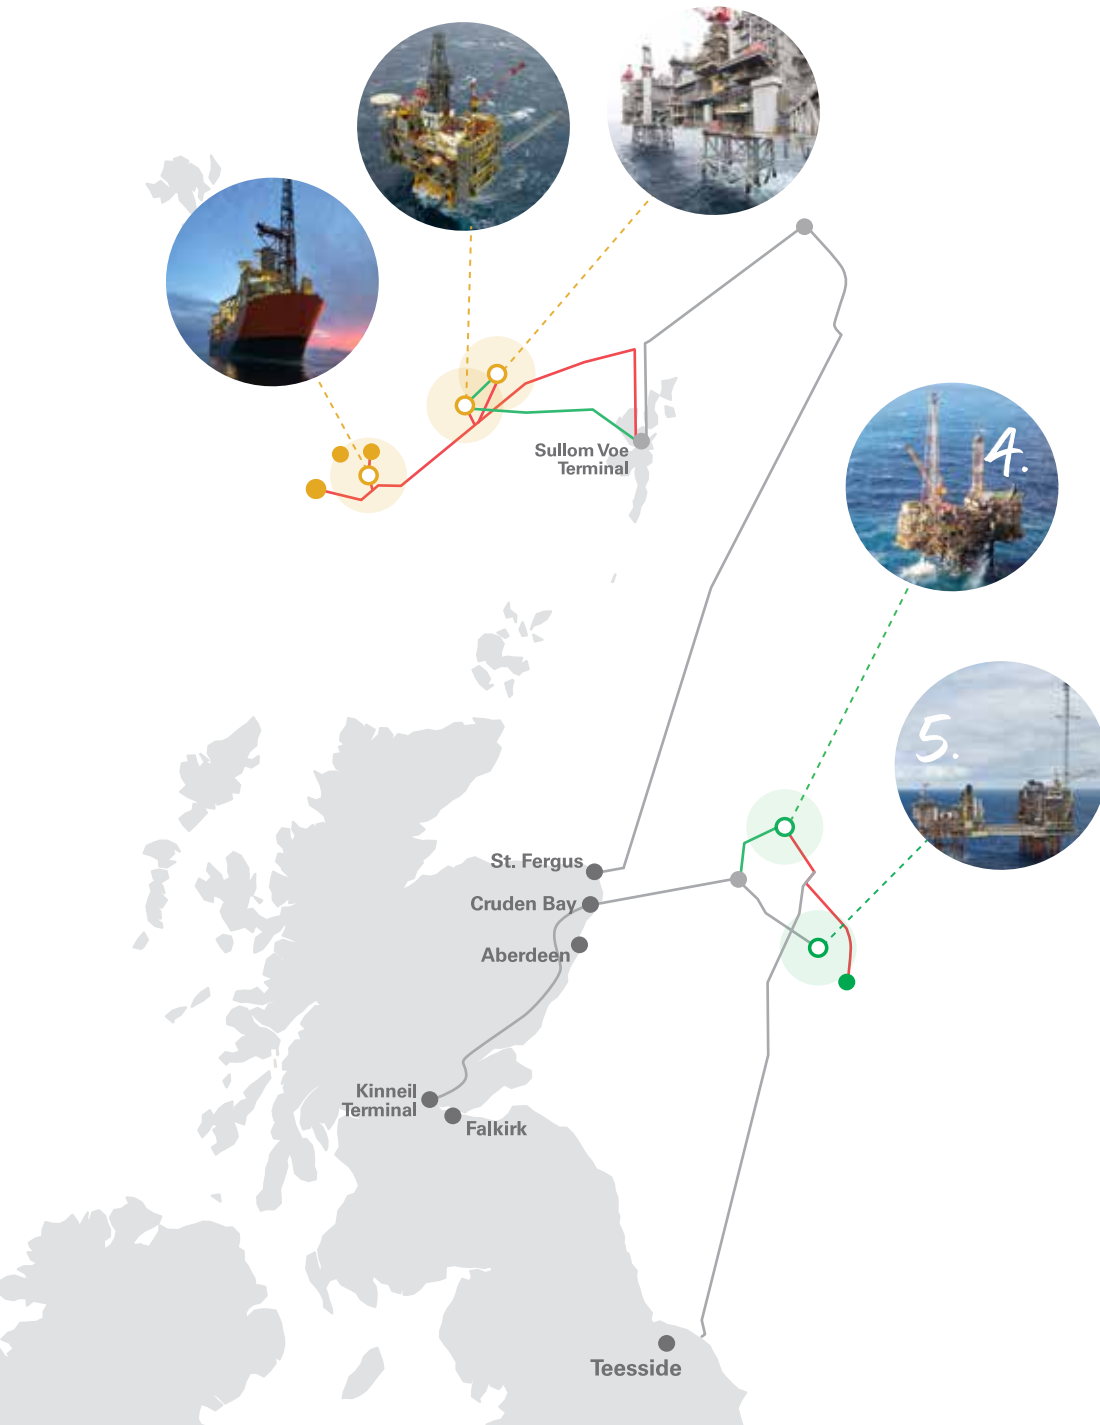 Sullom Voe
Terminal
4.
5.
St. Fergus
Cruden Bay
Aberdeen
Kinneil
Terminal
Falkirk
Teesside